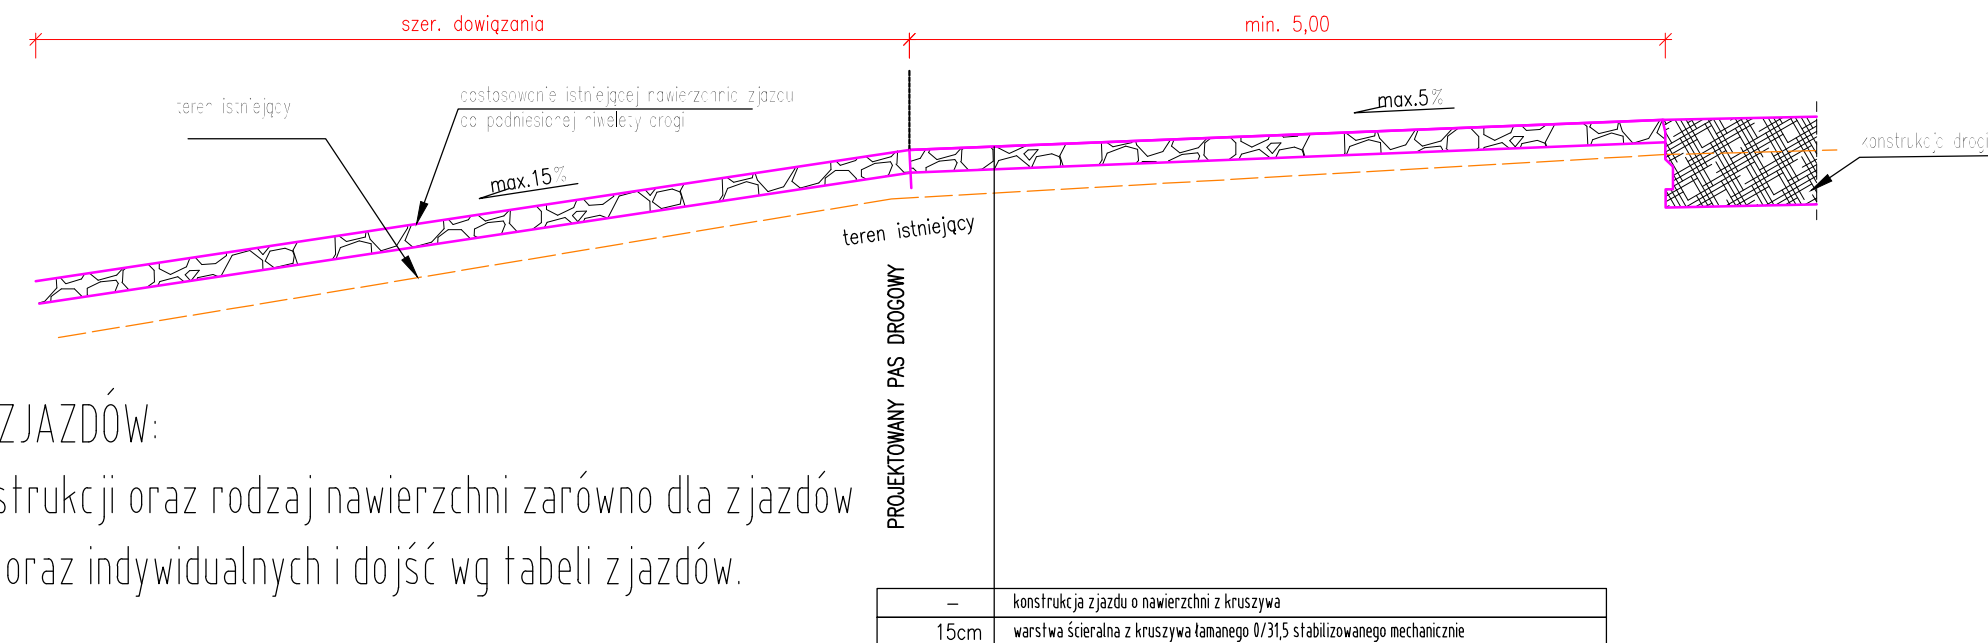 szer. dowiązania
min. 5,00
teren istniejący
dostosowanie istniejącej nawierzchnia zjazdu
do podniesionej niwelety drogi
max.5%
konstrukcja drogi
max.15%
teren istniejący
PROJEKTOWANY PAS DROGOWY
ZJAZDÓW:
strukcji oraz rodzaj nawierzchni zarówno dla zjazdów
oraz indywidualnych i dojść wg tabeli zjazdów.
– konstrukcja zjazdu o nawierzchni z kruszywa
15cm warstwa ścieralna z kruszywa łamanego 0/31,5 stabilizowanego mechanicznie